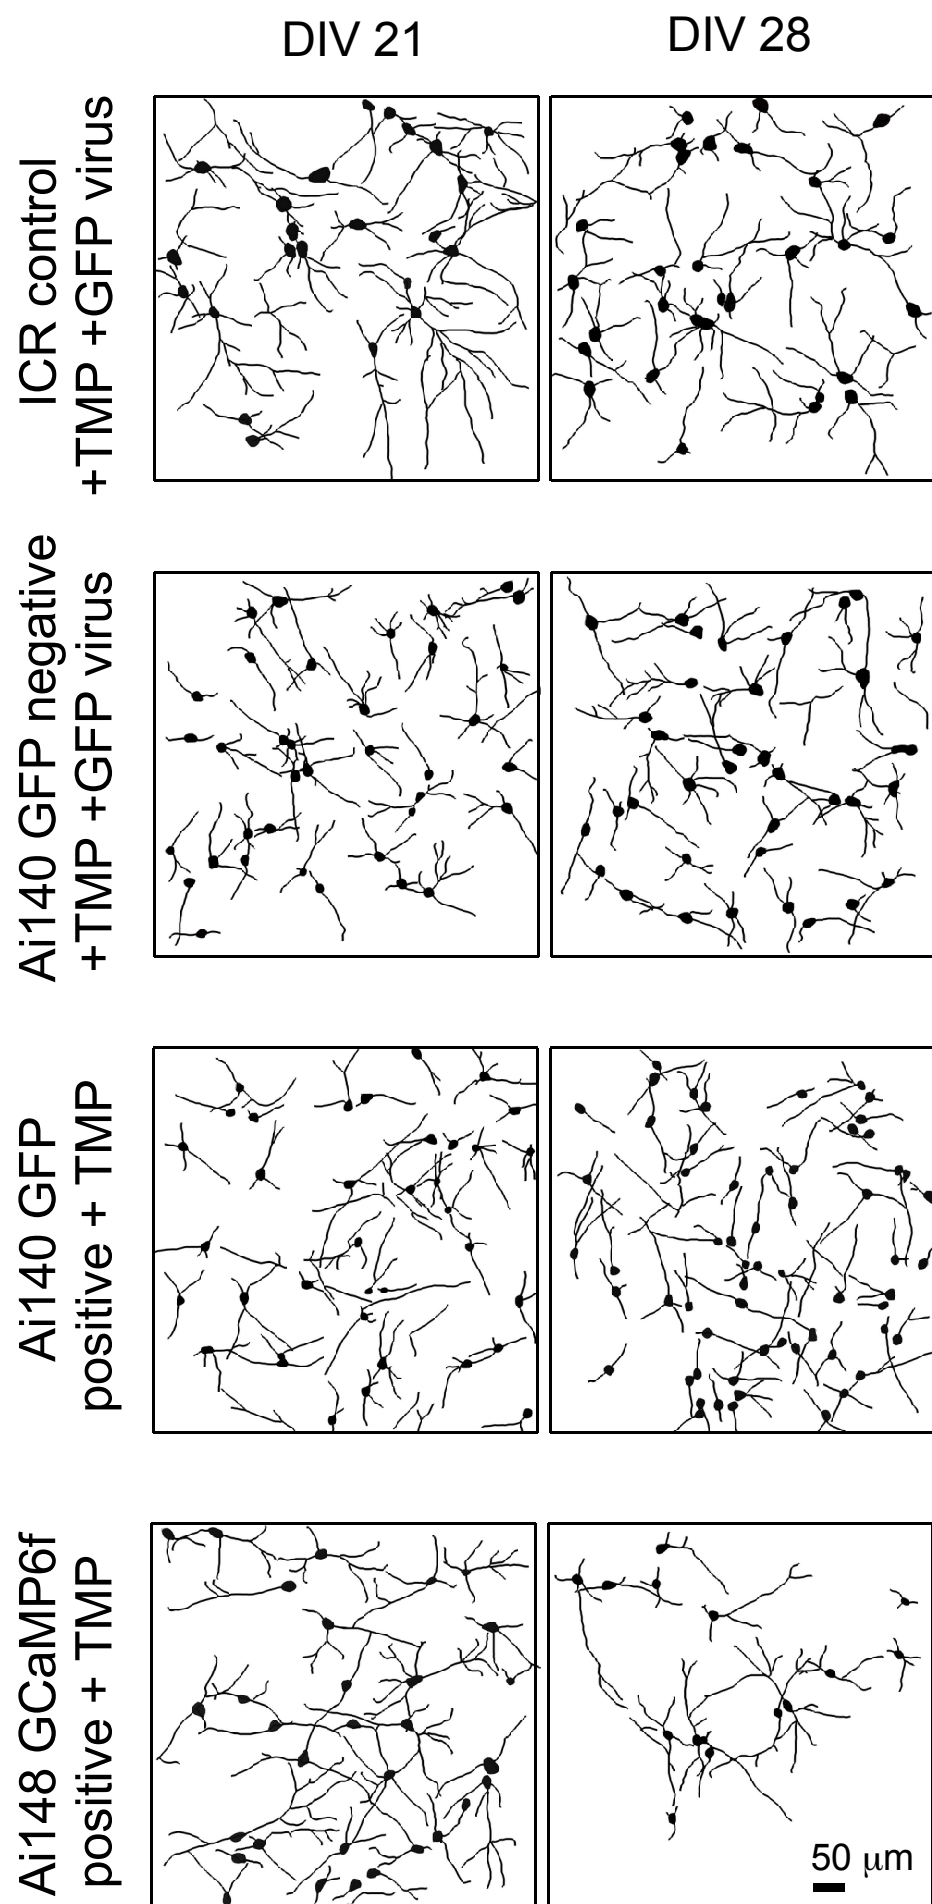 DIV 21
DIV 28
ICR control
+TMP +GFP virus
Ai140 GFP negative
+TMP +GFP virus
Ai140 GFP
positive + TMP
Ai148 GCaMP6f
positive + TMP
50 μm